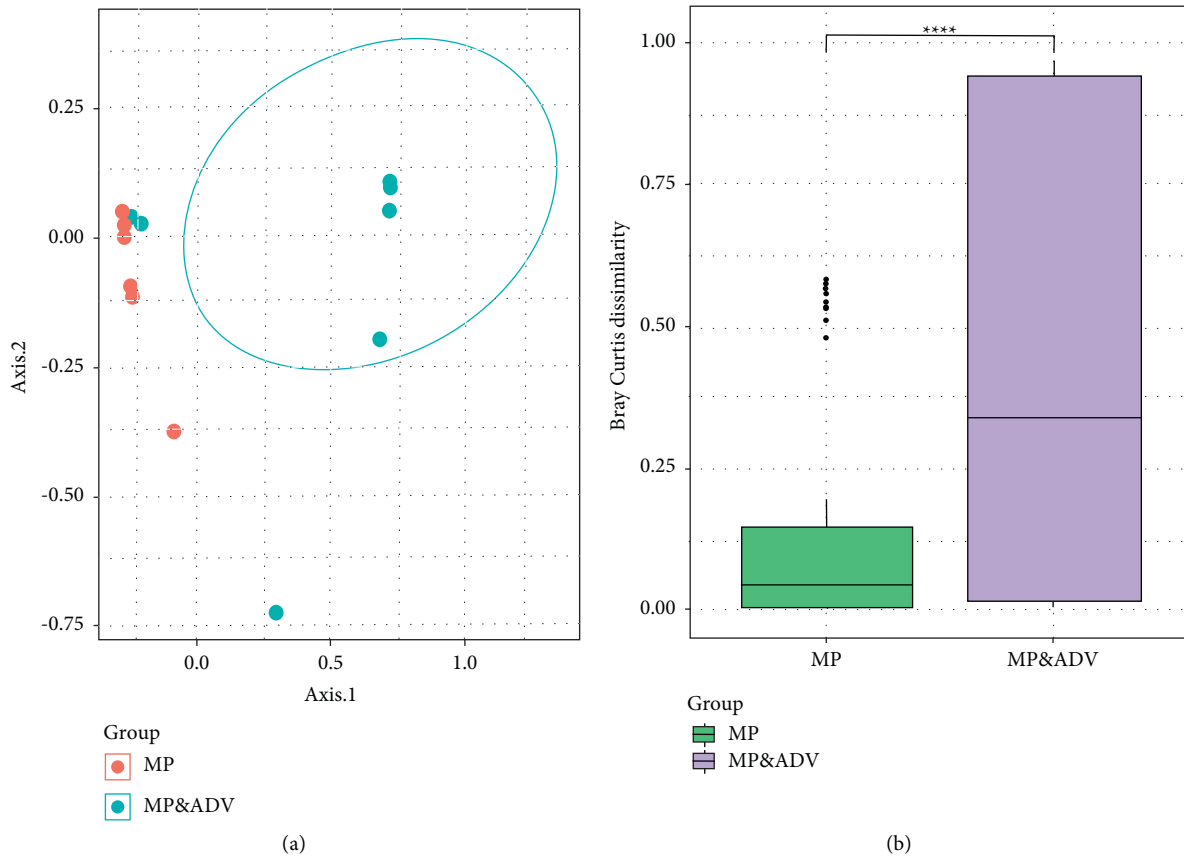 Axis.2
0.25
0.00
-0.25
-0.50
-0.75
0.0
0.5
1.0
Axis.1
Group
MP
MP&ADV
(a)
Bray Curtis dissimilarity
1.00
0.75
0.50
0.25
0.00
****
MP
MP&ADV
Group
MP
MP&ADV
(b)